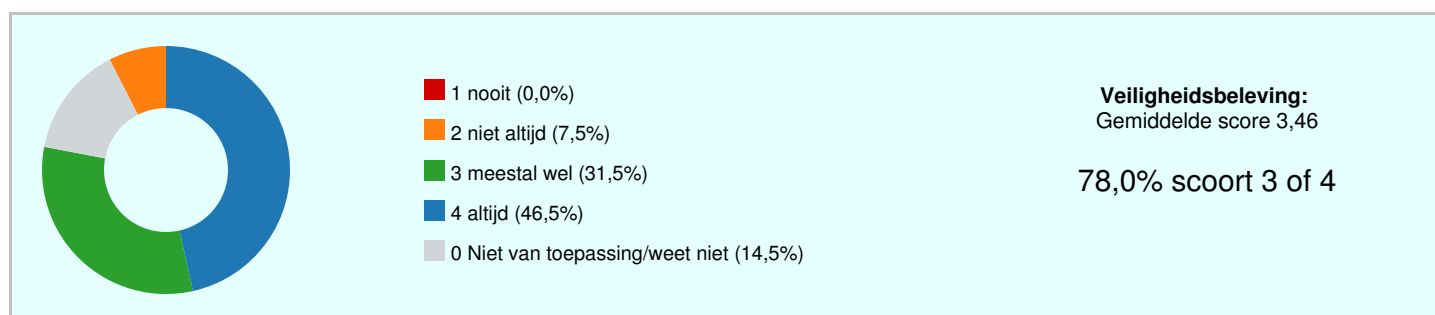 1 nooit (0,0%)
2 niet altijd (7,5%)
3 meestal wel (31,5%)
4 altijd (46,5%)
0 Niet van toepassing/weet niet (14,5%)
Veiligheidsbeleving:
Gemiddelde score 3,46
78,0% scoort 3 of 4